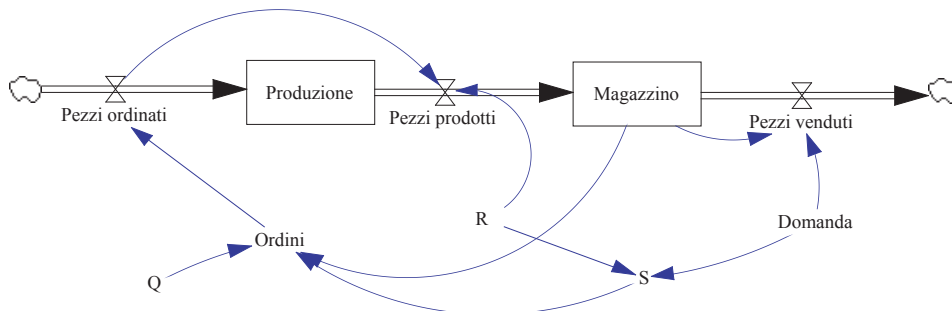 Produzione
Magazzino
Pezzi ordinati
Pezzi prodotti
Pezzi venduti
R
Domanda
Ordini
Q
S